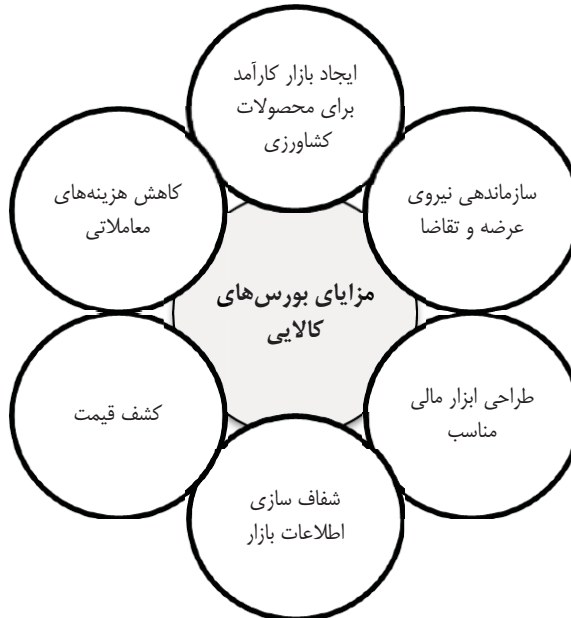 ایجاد بازار کارآمد
برای محصولات
کشاورزی
سازماندهی نیروی
عرضه و تقاضا
کاهش هزینه‌های
معاملاتی
مزایای بورس‌های
کالایی
طراحی ابزار مالی
مناسب
کشف قیمت
شفاف سازی
اطلاعات بازار